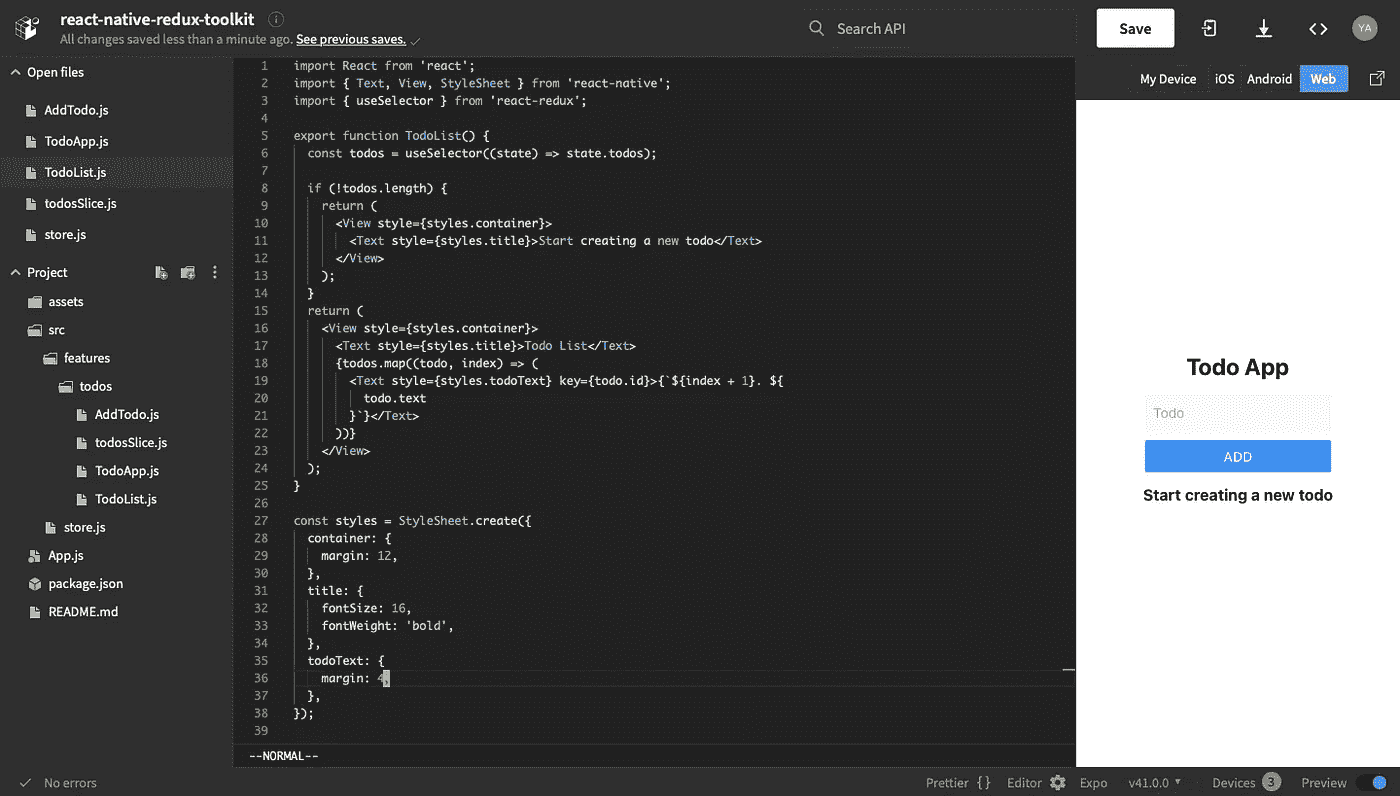 react-native-redux-toolkit
All changes saved less than a minute ago. See previous saves.
Search API
Save
YA
Open files
AddTodo.js
TodoApp.js
TodoList.js
todosSlice.js
store.js
Project
assets
src
features
todos
AddTodo.js
todosSlice.js
TodoApp.js
TodoList.js
store.js
App.js
package.json
README.md
1 import React from 'react';
2 import { Text, View, StyleSheet } from 'react-native';
3 import { useSelector } from 'react-redux';
4
5 export function TodoList() {
6 const todos = useSelector((state) => state.todos);
7
8 if (!todos.length) {
9 return (
10 <View style={styles.container}>
11 <Text style={styles.title}>Start creating a new todo</Text>
12 </View>
13 );
14 }
15 return (
16 <View style={styles.container}>
17 <Text style={styles.title}>Todo List</Text>
18 {todos.map((todo, index) => (
19 <Text style={styles.todoText} key={todo.id}>{`${index + 1}. ${
20 todo.text
21 }`}</Text>
22 ))}
23 </View>
24 );
25 }
26
27 const styles = StyleSheet.create({
28 container: {
29 margin: 12,
30 },
31 title: {
32 fontSize: 16,
33 fontWeight: 'bold',
34 },
35 todoText: {
36 margin: 4,
37 },
38 });
39
--NORMAL--
My Device iOS Android Web
Todo App
Todo
ADD
Start creating a new todo
No errors
Prettier { } Editor Expo v41.0.0 Devices 3 Preview